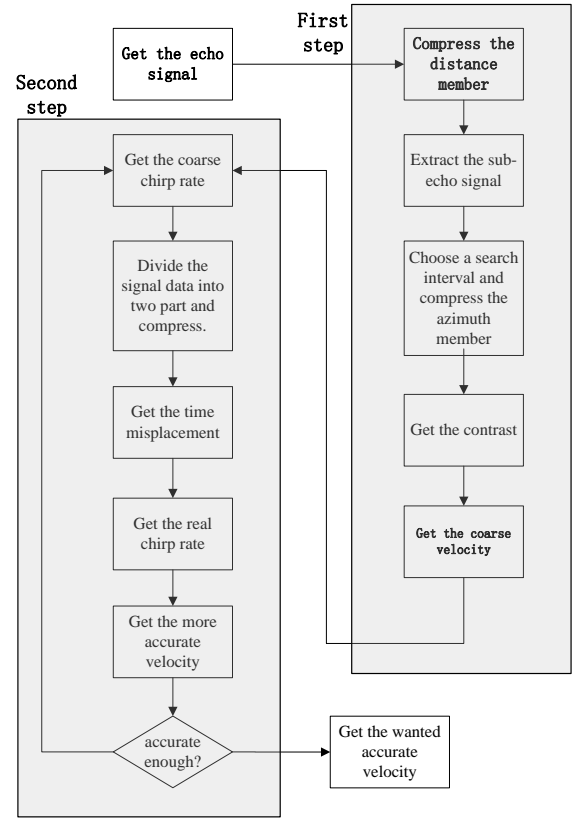 First
step
Get the echo
signal
Compress the
distance
member
Extract the sub-
echo signal
Choose a search
interval and
compress the
azimuth
member
Get the contrast
Get the coarse
velocity
Second
step
Get the coarse
chirp rate
Divide the
signal data into
two part and
compress.
Get the time
misplacement
Get the real
chirp rate
Get the more
accurate
velocity
accurate
enough?
Get the wanted
accurate
velocity